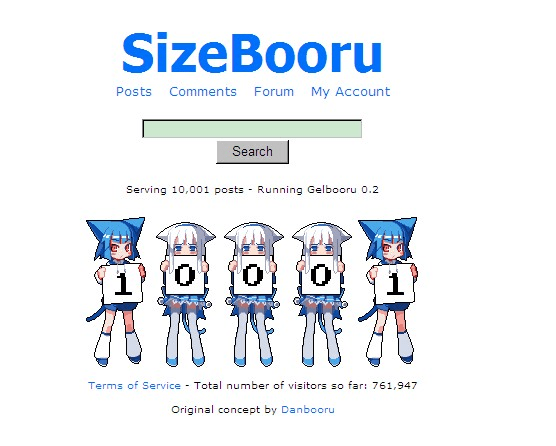 SizeBooru
Posts Comments Forum My Account
Search
Serving 10,001 posts - Running Gelbooru 0.2
1 0 0 0 1
Terms of Service - Total number of visitors so far: 761,947
Original concept by Danbooru